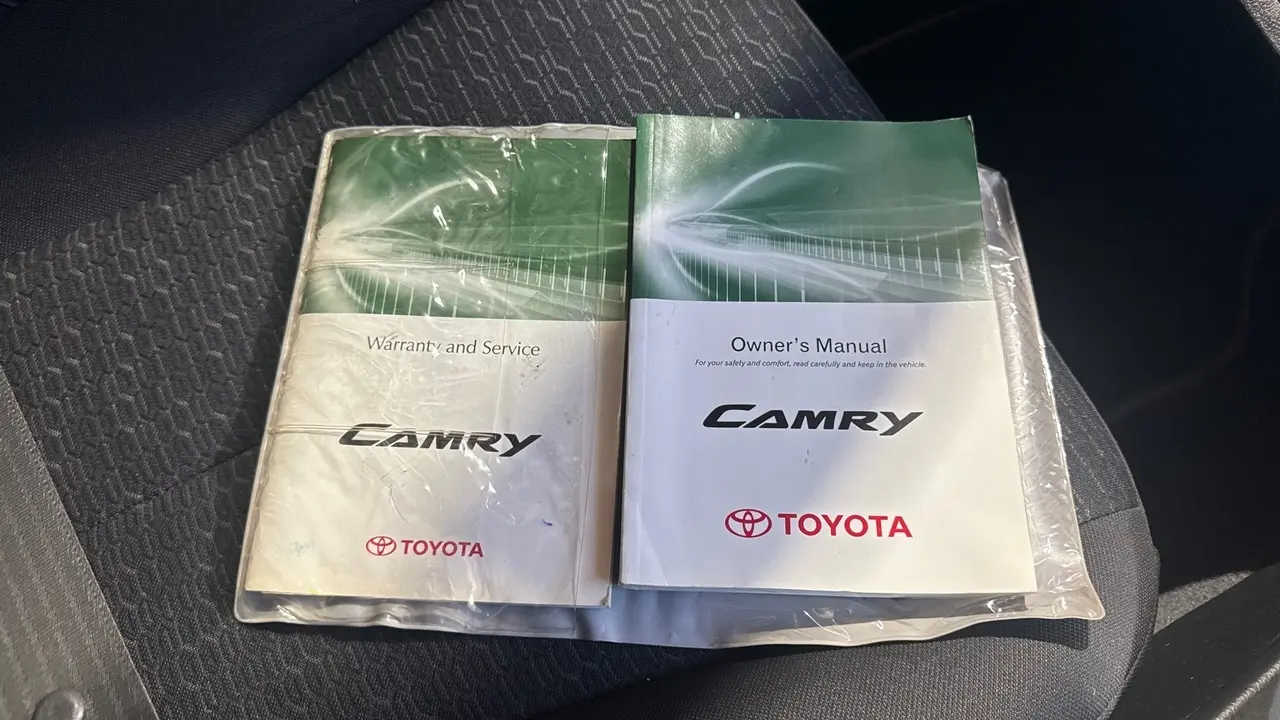 Warranty and Service
CAMRY
TOYOTA
Owner's Manual
For your safety and comfort, read carefully and keep in the vehicle.
CAMRY
TOYOTA